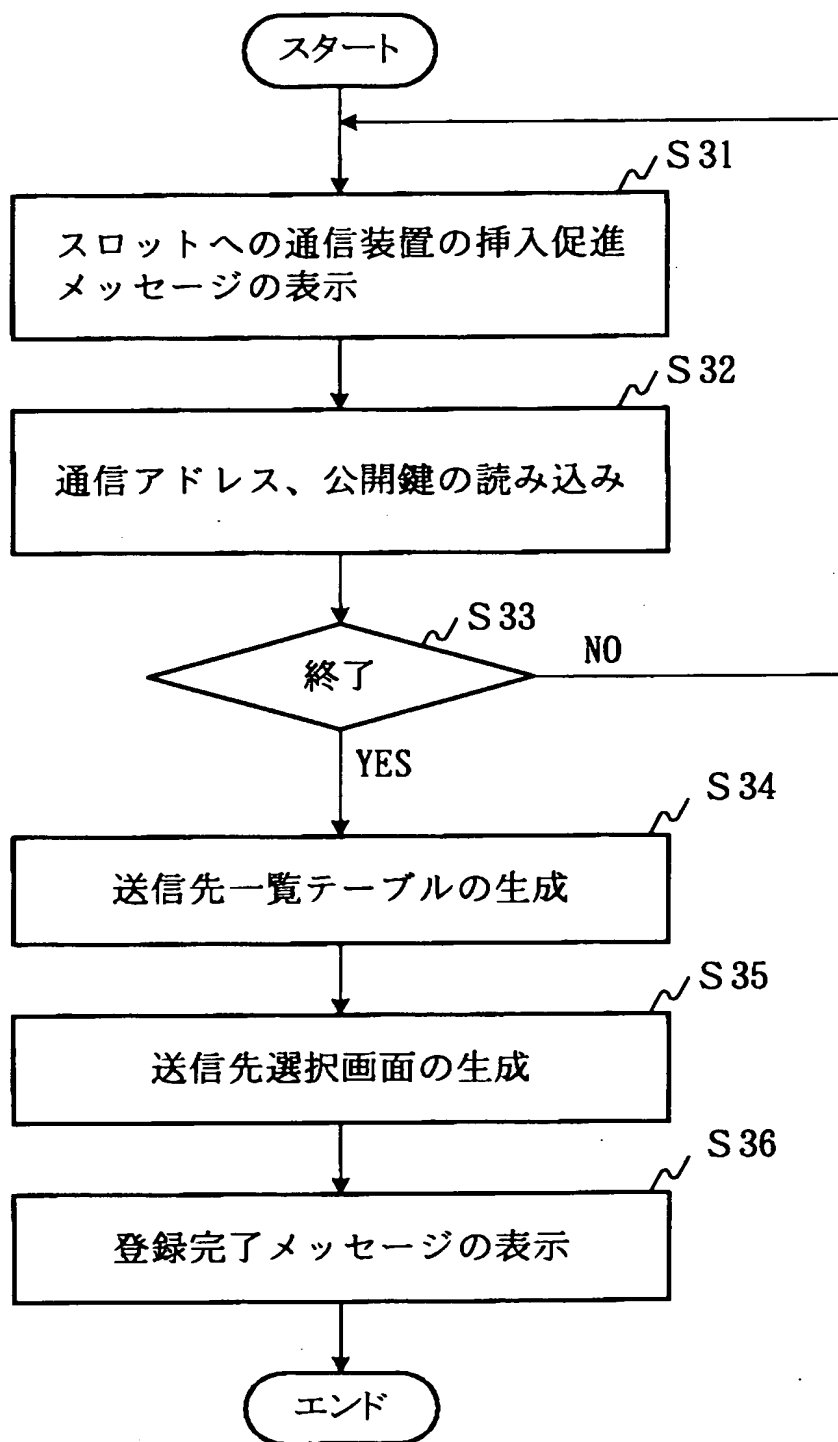 スタート
S31
スロットへの通信装置の挿入促進
メッセージの表示
S32
通信アドレス、公開鍵の読み込み
S33
終了
NO
YES
S34
送信先一覧テーブルの生成
S35
送信先選択画面の生成
S36
登録完了メッセージの表示
エンド